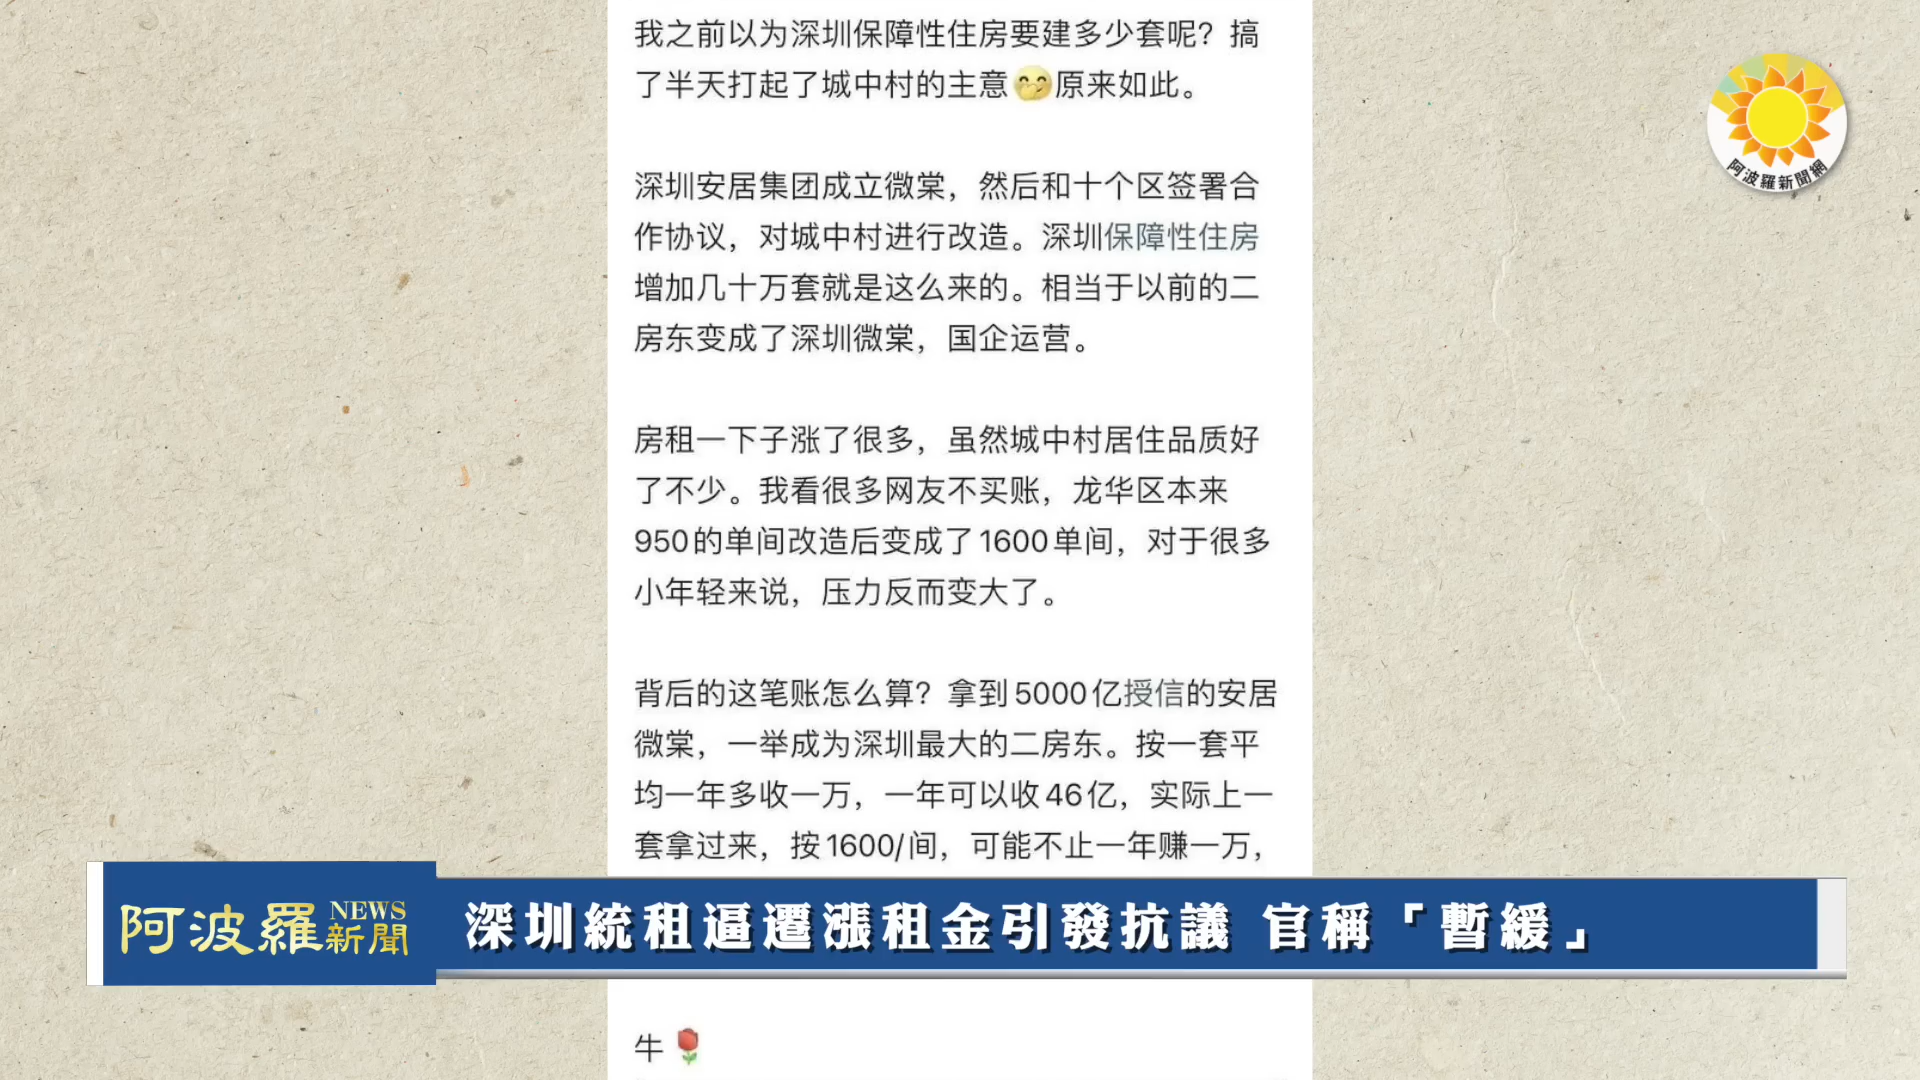 我之前以为深圳保障性住房要建多少套呢？搞
了半天打起了城中村的主意🤭原来如此。
深圳安居集团成立微棠，然后和十个区签署合
作协议，对城中村进行改造。深圳保障性住房
增加几十万套就是这么来的。相当于以前的二
房东变成了深圳微棠，国企运营。
房租一下子涨了很多，虽然城中村居住品质好
了不少。我看很多网友不买账，龙华区本来
950的单间改造后变成了1600单间，对于很多
小年轻来说，压力反而变大了。
背后的这笔账怎么算？拿到5000亿授信的安居
微棠，一举成为深圳最大的二房东。按一套平
均一年多收一万，一年可以收46亿，实际上一
套拿过来，按1600/间，可能不止一年赚一万，
牛🌹
阿波羅新聞網
阿波羅NEWS新聞
深圳統租逼遷漲租金引發抗議 官稱「暫緩」